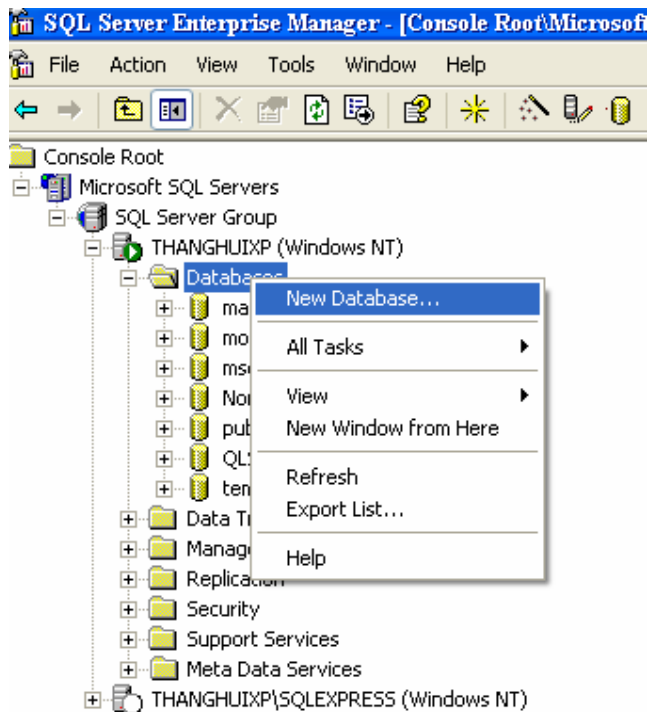 SQL Server Enterprise Manager - [Console Root\Microsoft
File Action View Tools Window Help
Console Root
Microsoft SQL Servers
SQL Server Group
THANGHUIXP (Windows NT)
Databases
New Database...
All Tasks
View
New Window from Here
Refresh
Export List...
Help
Security
Support Services
Meta Data Services
THANGHUIXP\SQLEXPRESS (Windows NT)
Replication